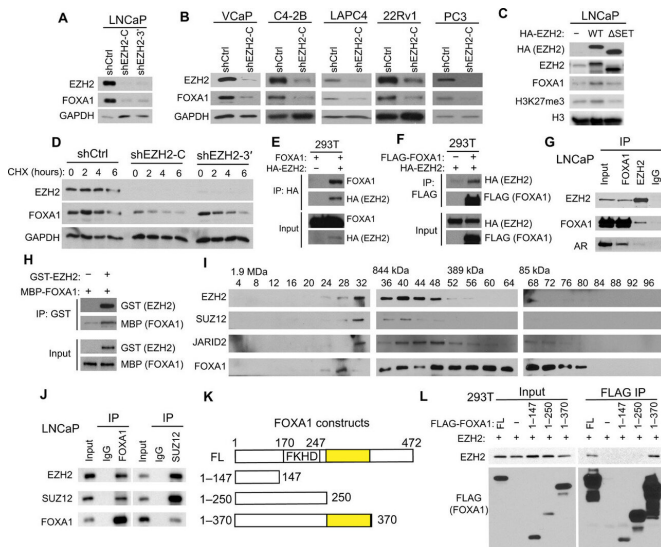 A
LNCaP
shCtrl
shEZH2-C
shEZH2-3′
EZH2
FOXA1
GAPDH
B
VCaP C4-2B LAPC4 22Rv1 PC3
shCtrl shEZH2-C shCtrl shEZH2-C shCtrl shEZH2-C shCtrl shEZH2-C shCtrl shEZH2-C
EZH2
FOXA1
GAPDH
C
LNCaP
HA-EZH2: – WT ΔSET
HA (EZH2)
EZH2
FOXA1
H3K27me3
H3
D
shCtrl shEZH2-C shEZH2-3′
CHX (hours) 0 2 4 6 0 2 4 6 0 2 4 6
EZH2
FOXA1
GAPDH
E
293T
FOXA1: + +
HA-EZH2: – +
IP: HA
FOXA1
HA (EZH2)
Input
FOXA1
HA (EZH2)
F
293T
FLAG-FOXA1: – +
HA-EZH2: + +
IP: FLAG
HA (EZH2)
FLAG (FOXA1)
Input
HA (EZH2)
FLAG (FOXA1)
G
IP
LNCaP
Input FOXA1 EZH2 IgG
EZH2
FOXA1
AR
H
GST-EZH2: – +
MBP-FOXA1: + +
IP: GST
GST (EZH2)
MBP (FOXA1)
Input
GST (EZH2)
MBP (FOXA1)
I
1.9 MDa 844 kDa 389 kDa 85 kDa
4 8 12 16 20 24 28 32 36 40 44 48 52 56 60 64 68 72 76 80 84 88 92 96
EZH2
SUZ12
JARID2
FOXA1
J
LNCaP
IP IP
Input IgG FOXA1 Input IgG SUZ12
EZH2
SUZ12
FOXA1
K
FOXA1 constructs
1 170 247 472
FL FKHD
1–147 147
1–250 250
1–370 370
L
293T Input FLAG IP
FLAG-FOXA1: FL – 1–147 1–250 1–370 FL – 1–147 1–250 1–370
EZH2: + + + + + + + + + +
EZH2
FLAG
(FOXA1)